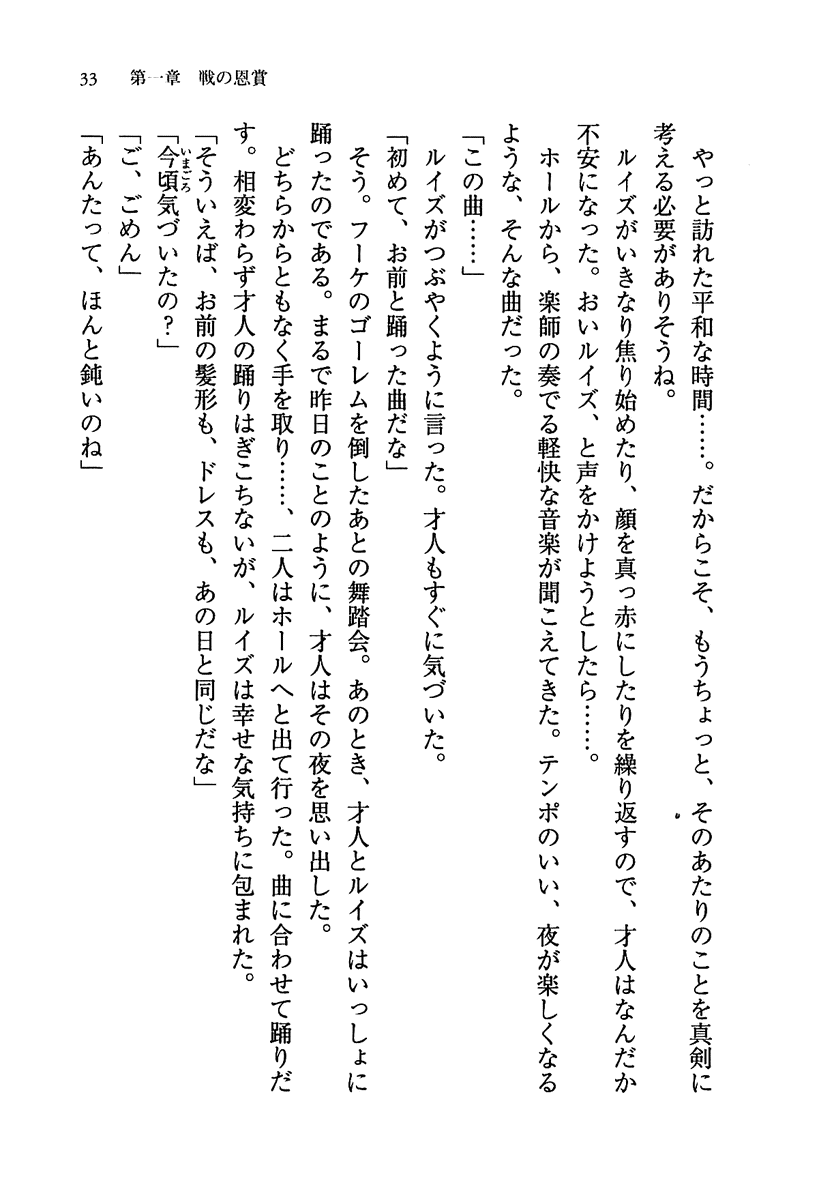 33　第一章　戦の恩賞
やっと訪れた平和な時間……。だからこそ、もうちょっと、そのあたりのことを真剣に
考える必要がありそうね。
ルイズがいきなり焦り始めたり、顔を真っ赤にしたりを繰り返すので、才人はなんだか
不安になった。おいルイズ、と声をかけようとしたら……。
ホールから、楽師の奏でる軽快な音楽が聞こえてきた。テンポのいい、夜が楽しくなる
ような、そんな曲だった。
「この曲……」
ルイズがつぶやくように言った。才人もすぐに気づいた。
「初めて、お前と踊った曲だな」
そう。フーケのゴーレムを倒したあとの舞踏会。あのとき、才人とルイズはいっしょに
踊ったのである。まるで昨日のことのように、才人はその夜を思い出した。
どちらからともなく手を取り……、二人はホールへと出て行った。曲に合わせて踊りだ
す。相変わらず才人の踊りはぎこちないが、ルイズは幸せな気持ちに包まれた。
「そういえば、お前の髪形も、ドレスも、あの日と同じだな」
「今頃気づいたの？」
いまごろ
「ご、ごめん」
「あんたって、ほんと鈍いのね」